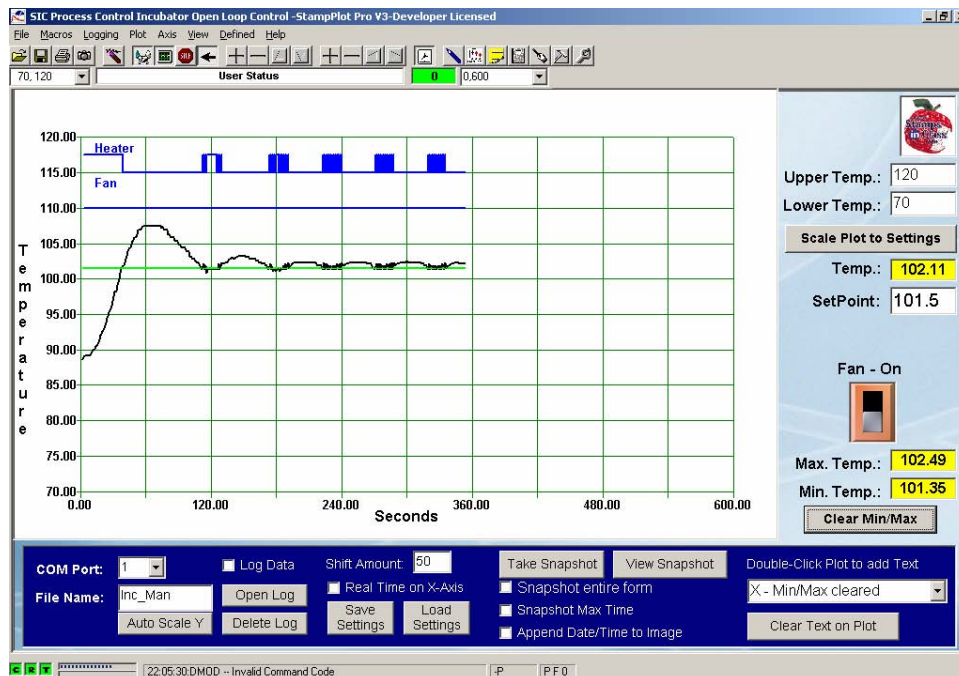 SIC Process Control Incubator Open Loop Control -StampPlot Pro V3-Developer Licensed
File Macros Logging Plot Axis View Defined Help
70,120 User Status 0 0,600
120.00
Heater
115.00
Fan
110.00
105.00
100.00
95.00
90.00
85.00
80.00
75.00
70.00
Temperature
0.00 120.00 240.00 360.00 480.00 600.00
Seconds
Stamps
in Class
Upper Temp.: 120
Lower Temp.: 70
Scale Plot to Settings
Temp.: 102.11
SetPoint: 101.5
Fan - On
Max. Temp.: 102.49
Min. Temp.: 101.35
Clear Min/Max
COM Port: 1
Log Data
File Name: Inc_Man
Open Log
Auto Scale Y
Delete Log
Shift Amount: 50
Real Time on X-Axis
Save Settings
Load Settings
Take Snapshot
View Snapshot
Snapshot entire form
Snapshot Max Time
Append Date/Time to Image
Double-Click Plot to add Text
X - Min/Max cleared
Clear Text on Plot
C R T 22:05:30:DMOD -- Invalid Command Code -P P F 0